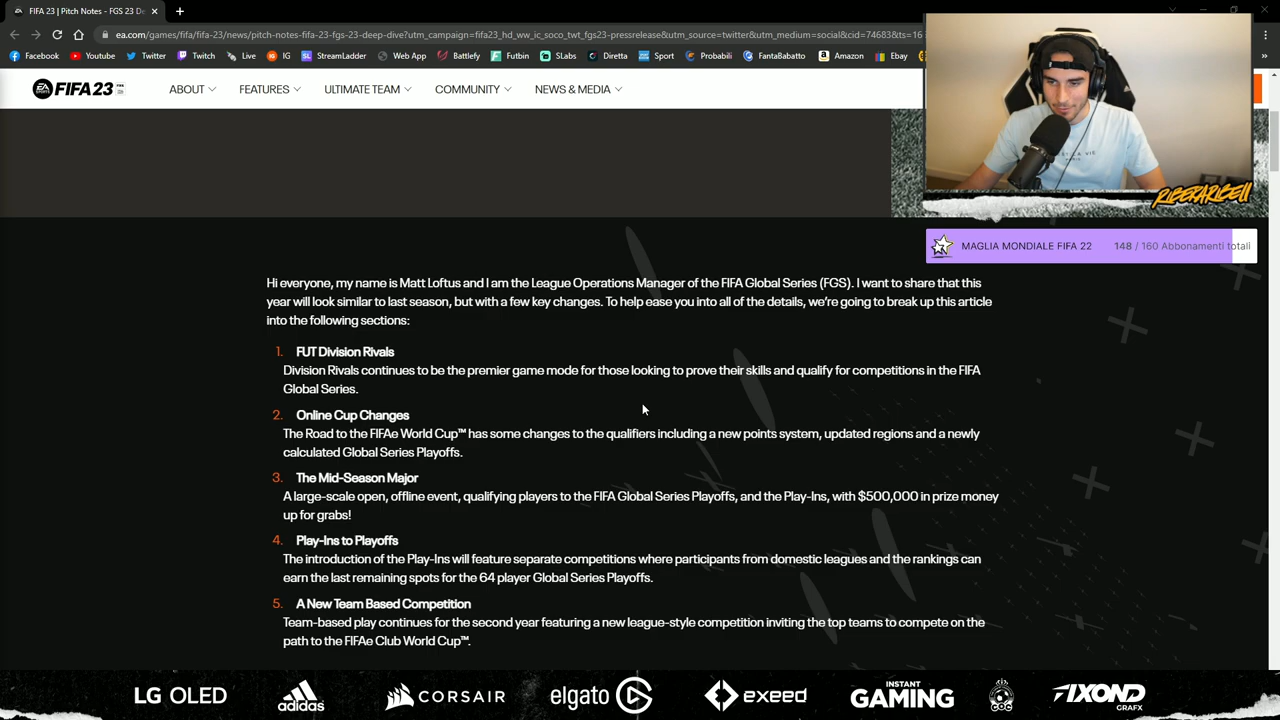 FIFA 23 | Pitch Notes - FGS 23 De
ea.com/games/fifa/fifa-23/news/pitch-notes-fifa-23-fgs-23-deep-dive?utm_campaign=fifa23_hd_ww_ic_soco_twt_fgs23-pressrelease&utm_source=twitter&utm_medium=social&cid=74683&ts=16
Facebook Youtube Twitter Twitch Live IG StreamLadder Web App Battlefy Futbin SLabs Diretta Sport Probabili FantaBabatto Amazon Ebay
EA SPORTS FIFA 23 ABOUT FEATURES ULTIMATE TEAM COMMUNITY NEWS & MEDIA
RIBERARIBELL
MAGLIA MONDIALE FIFA 22 148 / 160 Abbonamenti totali
Hi everyone, my name is Matt Loftus and I am the League Operations Manager of the FIFA Global Series (FGS). I want to share that this
year will look similar to last season, but with a few key changes. To help ease you into all of the details, we're going to break up this article
into the following sections:
1. FUT Division Rivals
Division Rivals continues to be the premier game mode for those looking to prove their skills and qualify for competitions in the FIFA
Global Series.
2. Online Cup Changes
The Road to the FIFAe World Cup™ has some changes to the qualifiers including a new points system, updated regions and a newly
calculated Global Series Playoffs.
3. The Mid-Season Major
A large-scale open, offline event, qualifying players to the FIFA Global Series Playoffs, and the Play-Ins, with $500,000 in prize money
up for grabs!
4. Play-Ins to Playoffs
The introduction of the Play-Ins will feature separate competitions where participants from domestic leagues and the rankings can
earn the last remaining spots for the 64 player Global Series Playoffs.
5. A New Team Based Competition
Team-based play continues for the second year featuring a new league-style competition inviting the top teams to compete on the
path to the FIFAe Club World Cup™.
LG OLED adidas CORSAIR elgato exeed INSTANT GAMING FIXOND GRAFX